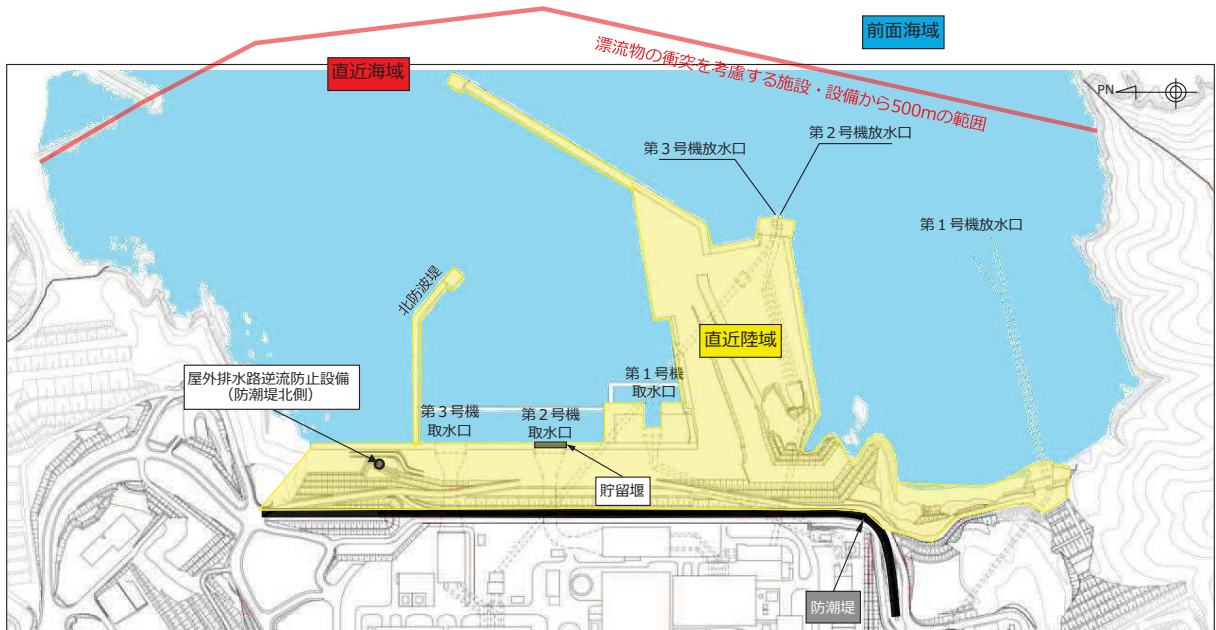 前面海域
直近海域
漂流物の衝突を考慮する施設・設備から500mの範囲
PN
第３号機放水口
第２号機放水口
第１号機放水口
北防波堤
直近陸域
屋外排水路逆流防止設備
（防潮堤北側）
第１号機
取水口
第３号機
取水口
第２号機
取水口
貯留堰
防潮堤